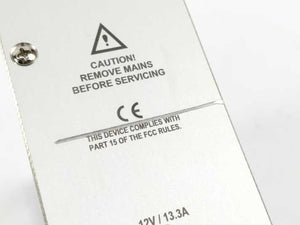 CAUTION!
REMOVE MAINS
BEFORE SERVICING
CE
THIS DEVICE COMPLIES WITH
PART 15 OF THE FCC RULES.
12V / 13.3A